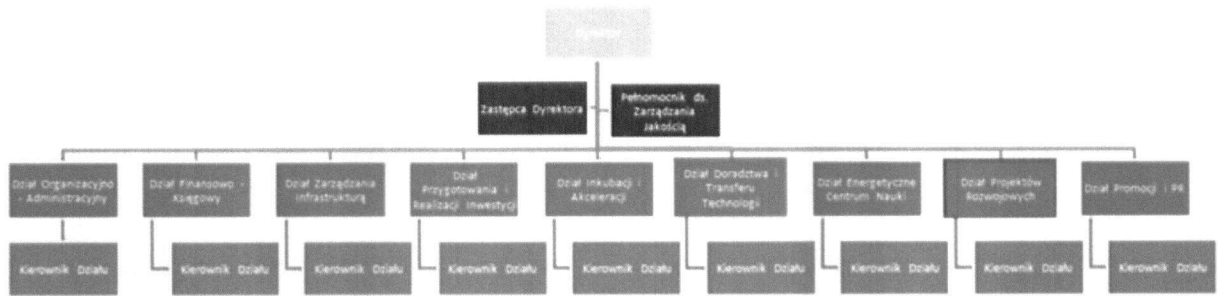 Dyrektor
Zastępca Dyrektora
Pełnomocnik ds.
Zarządzania
Jakością
Dział Organizacyjno
- Administracyjny
Dział Finansowo -
Księgowy
Dział Zarządzania
Infrastrukturą
Dział
Przygotowania i
Realizacji Inwestycji
Dział Inkubacji i
Akceleracji
Dział Doradztwa i
Transferu
Technologii
Dział Energetyczne
Centrum Nauki
Dział Projektów
Rozwojowych
Dział Promocji i PR
Kierownik Działu
Kierownik Działu
Kierownik Działu
Kierownik Działu
Kierownik Działu
Kierownik Działu
Kierownik Działu
Kierownik Działu
Kierownik Działu